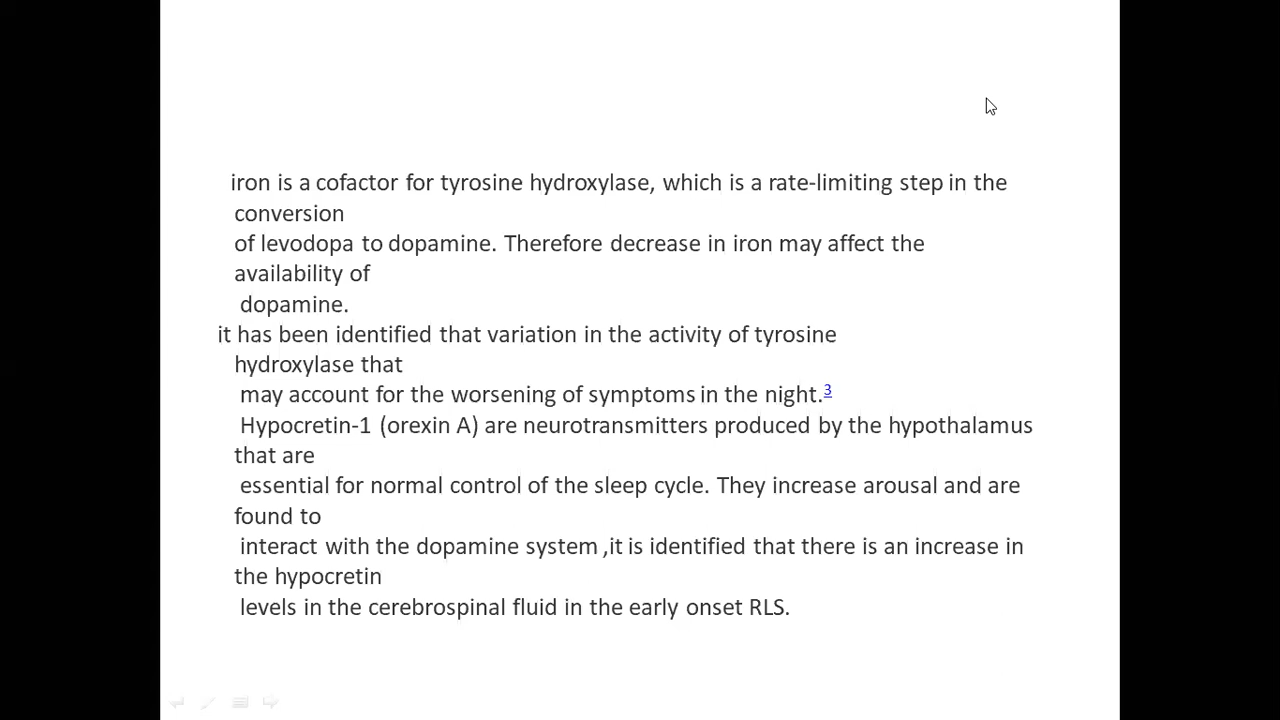 iron is a cofactor for tyrosine hydroxylase, which is a rate-limiting step in the
conversion
of levodopa to dopamine. Therefore decrease in iron may affect the
availability of
dopamine.
it has been identified that variation in the activity of tyrosine
hydroxylase that
may account for the worsening of symptoms in the night.3
Hypocretin-1 (orexin A) are neurotransmitters produced by the hypothalamus
that are
essential for normal control of the sleep cycle. They increase arousal and are
found to
interact with the dopamine system ,it is identified that there is an increase in
the hypocretin
levels in the cerebrospinal fluid in the early onset RLS.